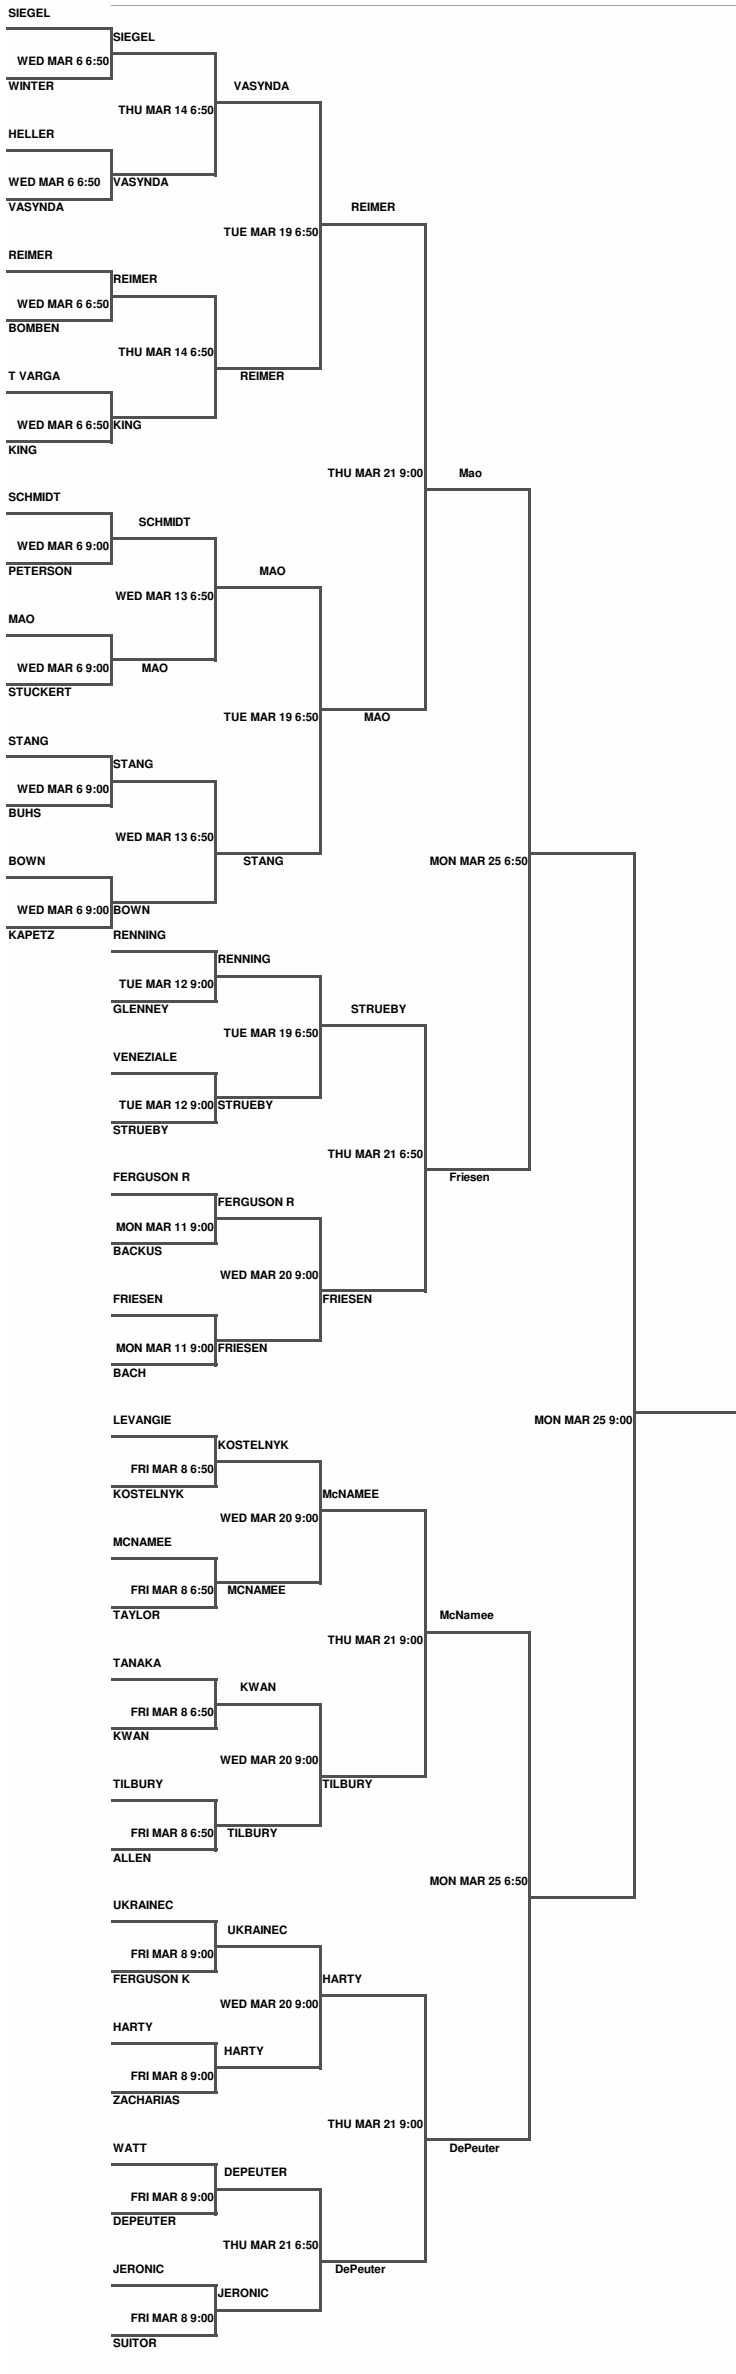 SIEGEL
SIEGEL
WED MAR 6 6:50
WINTER
VASYNDA
THU MAR 14 6:50
HELLER
WED MAR 6 6:50
VASYNDA
VASYNDA
REIMER
TUE MAR 19 6:50
REIMER
REIMER
WED MAR 6 6:50
BOMBEN
THU MAR 14 6:50
T VARGA
REIMER
WED MAR 6 6:50
KING
KING
THU MAR 21 9:00
Mao
SCHMIDT
SCHMIDT
WED MAR 6 9:00
PETERSON
MAO
WED MAR 13 6:50
MAO
WED MAR 6 9:00
MAO
STUCKERT
TUE MAR 19 6:50
MAO
STANG
STANG
WED MAR 6 9:00
BUHS
WED MAR 13 6:50
BOWN
STANG
MON MAR 25 6:50
WED MAR 6 9:00
BOWN
KAPETZ
RENNING
RENNING
TUE MAR 12 9:00
GLENNEY
STRUEBY
TUE MAR 19 6:50
VENEZIALE
TUE MAR 12 9:00
STRUEBY
STRUEBY
THU MAR 21 6:50
FERGUSON R
Friesen
FERGUSON R
MON MAR 11 9:00
BACKUS
WED MAR 20 9:00
FRIESEN
FRIESEN
MON MAR 11 9:00
FRIESEN
BACH
LEVANGIE
MON MAR 25 9:00
KOSTELNYK
FRI MAR 8 6:50
KOSTELNYK
McNAMEE
WED MAR 20 9:00
MCNAMEE
FRI MAR 8 6:50
MCNAMEE
TAYLOR
McNamee
THU MAR 21 9:00
TANAKA
KWAN
FRI MAR 8 6:50
KWAN
WED MAR 20 9:00
TILBURY
TILBURY
FRI MAR 8 6:50
TILBURY
ALLEN
MON MAR 25 6:50
UKRAINEC
UKRAINEC
FRI MAR 8 9:00
FERGUSON K
HARTY
WED MAR 20 9:00
HARTY
HARTY
FRI MAR 8 9:00
ZACHARIAS
THU MAR 21 9:00
WATT
DePeuter
DEPEUTER
FRI MAR 8 9:00
DEPEUTER
THU MAR 21 6:50
JERONIC
DePeuter
JERONIC
FRI MAR 8 9:00
SUITOR